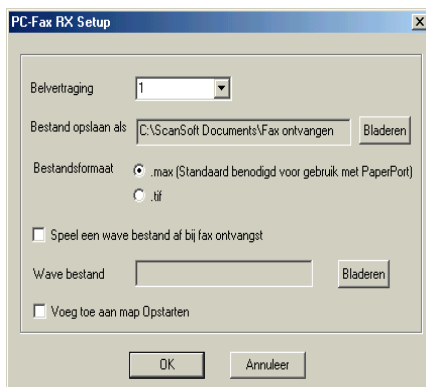 PC-Fax RX Setup
Belvertraging 1
Bestand opslaan als C:\ScanSoft Documents\Fax ontvangen Bladeren
Bestandsformaat .max (Standaard benodigd voor gebruik met PaperPort)
.tif
Speel een wave bestand af bij fax ontvangst
Wave bestand Bladeren
Voeg toe aan map Opstarten
OK Annuleer